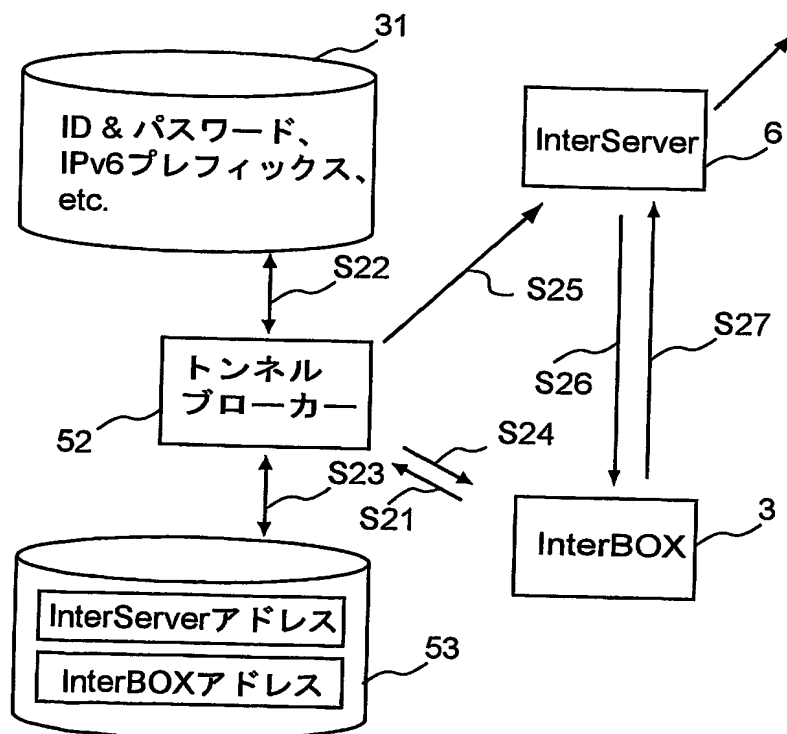 31
ID & パスワード、
IPv6プレフィックス、
etc.
InterServer
6
S22
S25
S27
トンネル
ブローカー
S26
52
S24
S23
S21
3
InterBOX
InterServerアドレス
InterBOXアドレス
53